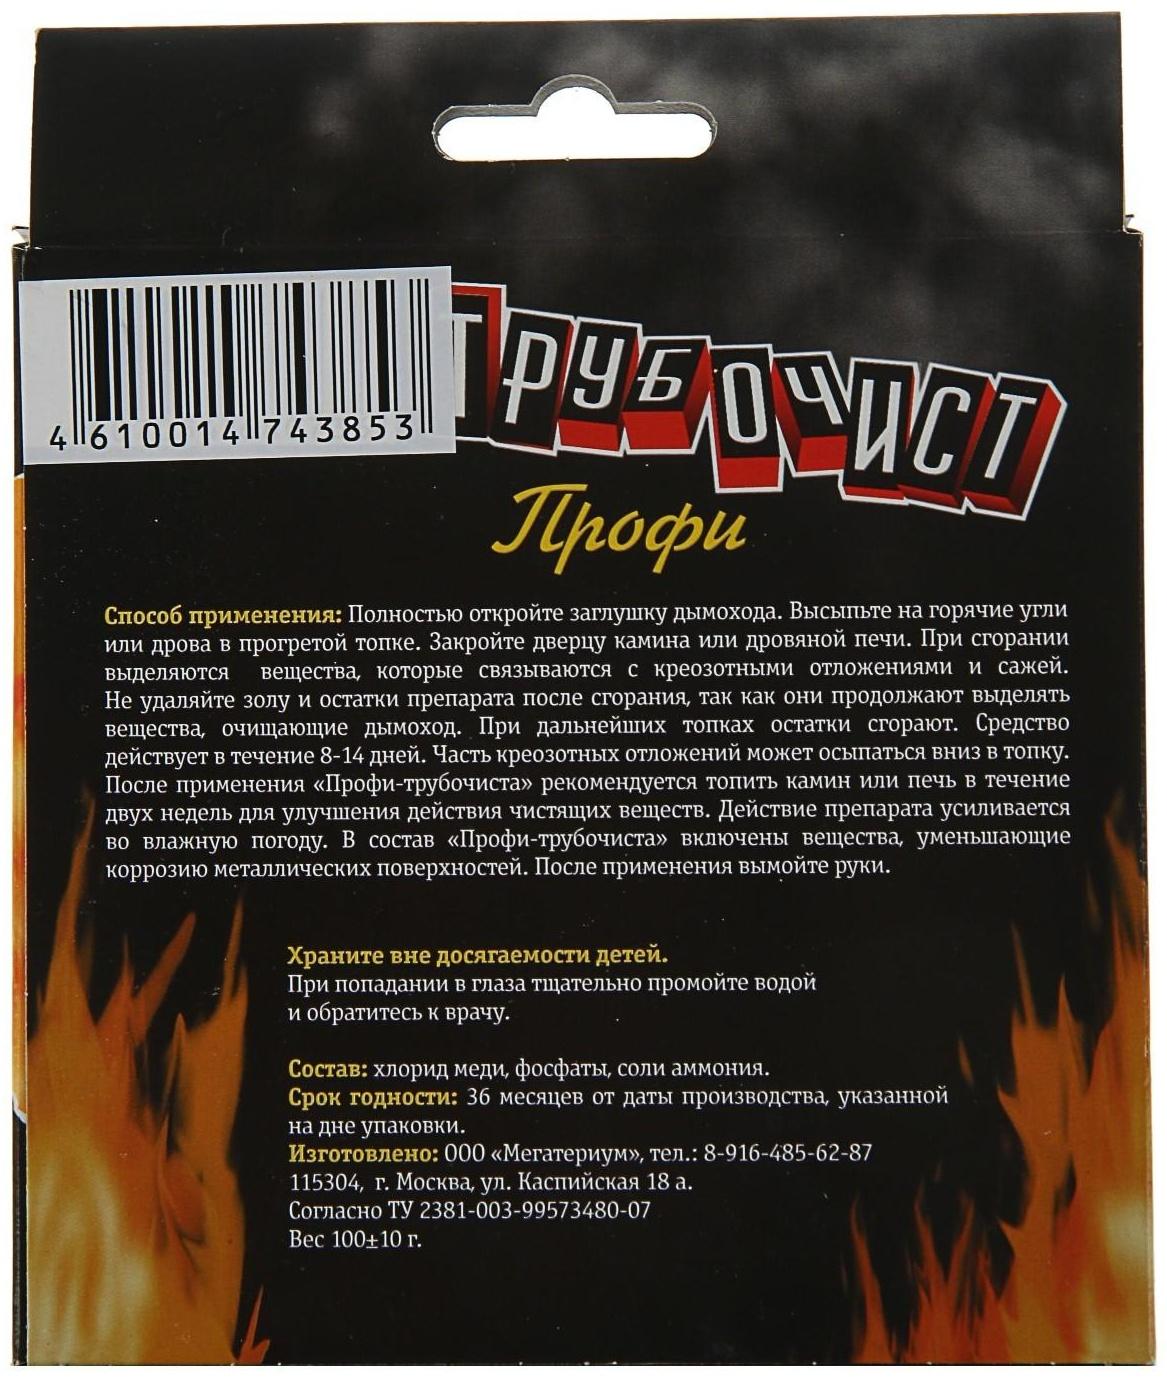 4 610014 743853
ТРУБОЧИСТ
Профи
Способ применения: Полностью откройте заглушку дымохода. Высыпьте на горячие угли
или дрова в прогретой топке. Закройте дверцу камина или дровяной печи. При сгорании
выделяются вещества, которые связываются с креозотными отложениями и сажей.
Не удаляйте золу и остатки препарата после сгорания, так как они продолжают выделять
вещества, очищающие дымоход. При дальнейших топках остатки сгорают. Средство
действует в течение 8-14 дней. Часть креозотных отложений может осыпаться вниз в топку.
После применения «Профи-трубочиста» рекомендуется топить камин или печь в течение
двух недель для улучшения действия чистящих веществ. Действие препарата усиливается
во влажную погоду. В состав «Профи-трубочиста» включены вещества, уменьшающие
коррозию металлических поверхностей. После применения вымойте руки.
Храните вне досягаемости детей.
При попадании в глаза тщательно промойте водой
и обратитесь к врачу.
Состав: хлорид меди, фосфаты, соли аммония.
Срок годности: 36 месяцев от даты производства, указанной
на дне упаковки.
Изготовлено: ООО «Мегатериум», тел.: 8-916-485-62-87
115304, г. Москва, ул. Каспийская 18 а.
Согласно ТУ 2381-003-99573480-07
Вес 100±10 г.